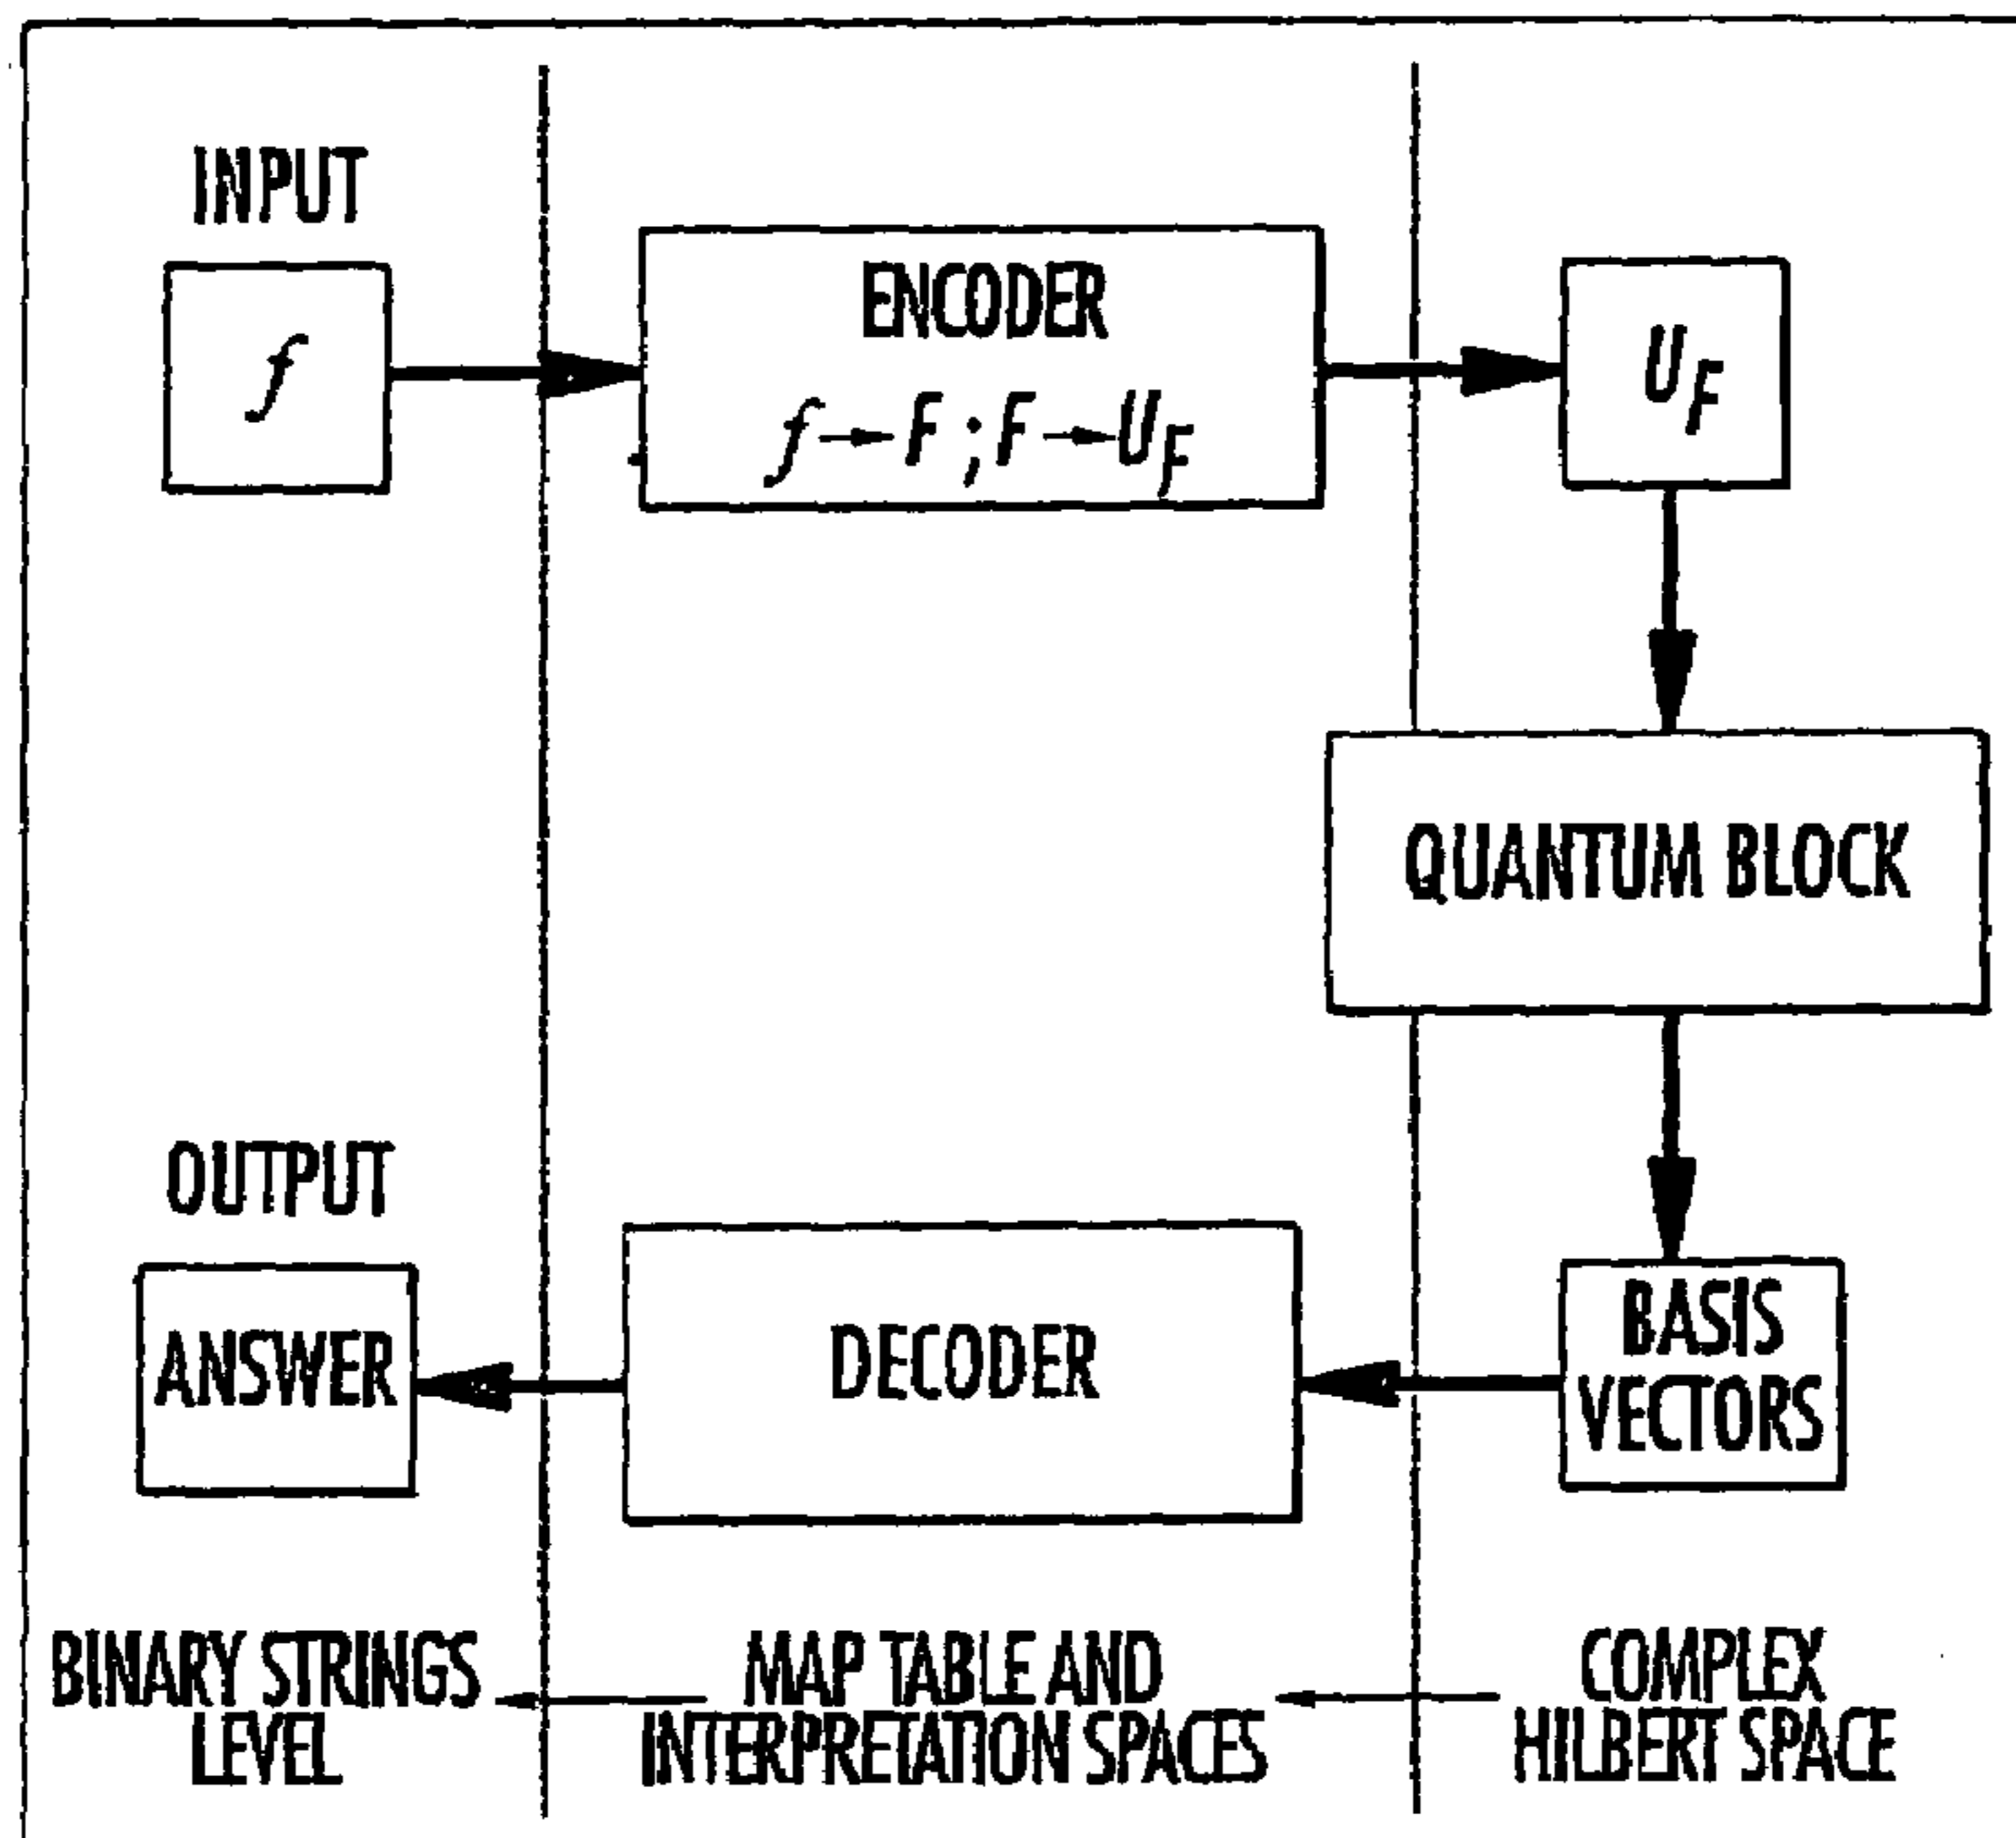 INPUT
f
ENCODER
f→F;F→U_F
U_F
QUANTUM BLOCK
OUTPUT
ANSWER
DECODER
BASIS
VECTORS
BINARY STRINGS
LEVEL
MAP TABLE AND
INTERPRETATION SPACES
COMPLEX
HILBERT SPACE